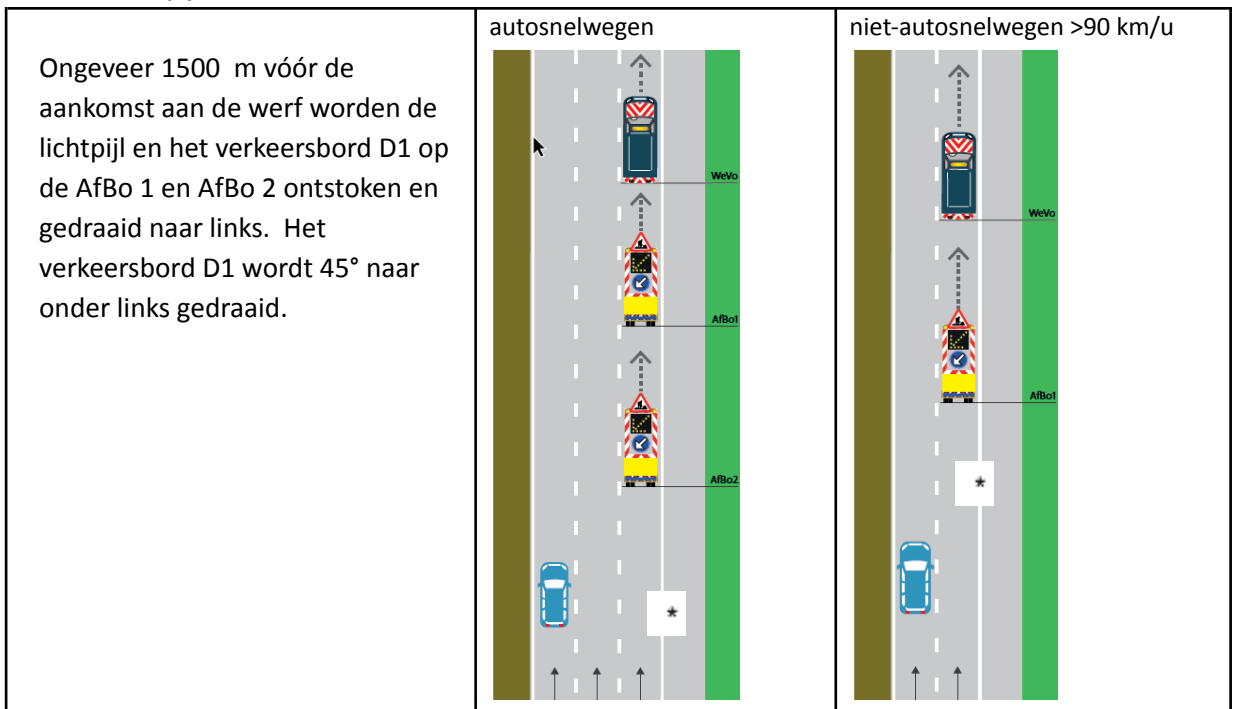 Ongeveer 1500 m vóór de
aankomst aan de werf worden de
lichtpijl en het verkeersbord D1 op
de AfBo 1 en AfBo 2 ontstoken en
gedraaid naar links. Het
verkeersbord D1 wordt 45° naar
onder links gedraaid.
autosnelwegen
WeVo
AfBo1
AfBo2
*
niet-autosnelwegen >90 km/u
WeVo
AfBo1
*